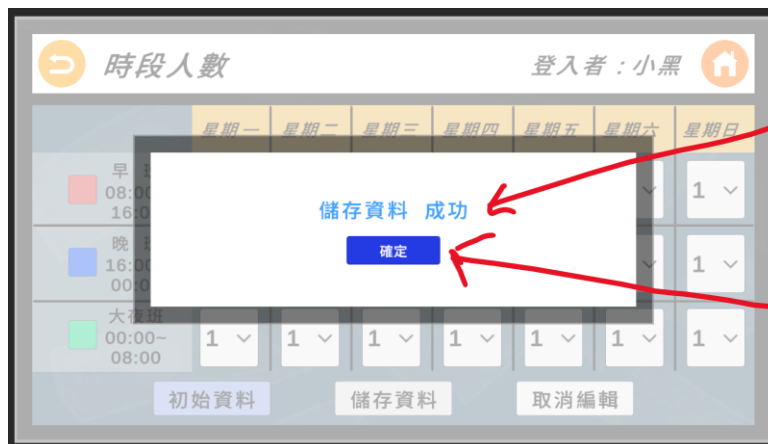 時段人數
登入者：小黑
星期一 星期二 星期三 星期四 星期五 星期六 星期日
早
08:00
16:0
1
儲存資料 成功
確定
晚
16:00
00:0
1
大夜班
00:00~
08:00
1 1 1 1 1 1 1
初始資料 儲存資料 取消編輯